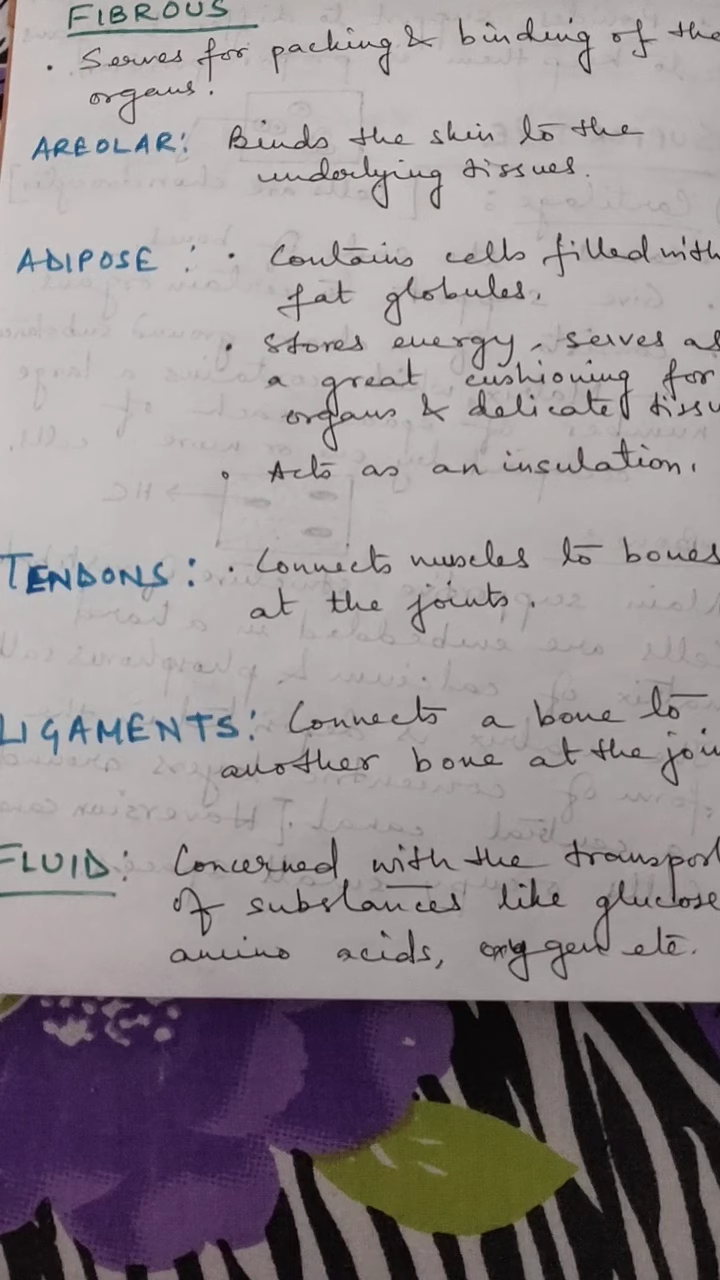 FIBROUS
• Serves for packing & binding of the
organs.
AREOLAR: Binds the skin to the
underlying tissues.
ADIPOSE : • Contains cells filled with
fat globules.
• Stores energy, serves as
a great cushioning for
organs & delicated tissu
• Acts as an insulation.
TENDONS: • Connects muscles to bones
at the joints.
LIGAMENTS: Connects a bone to
another bone at the join
FLUID: Concerned with the transport
of substances like glucose
amino acids, oxygen etc.